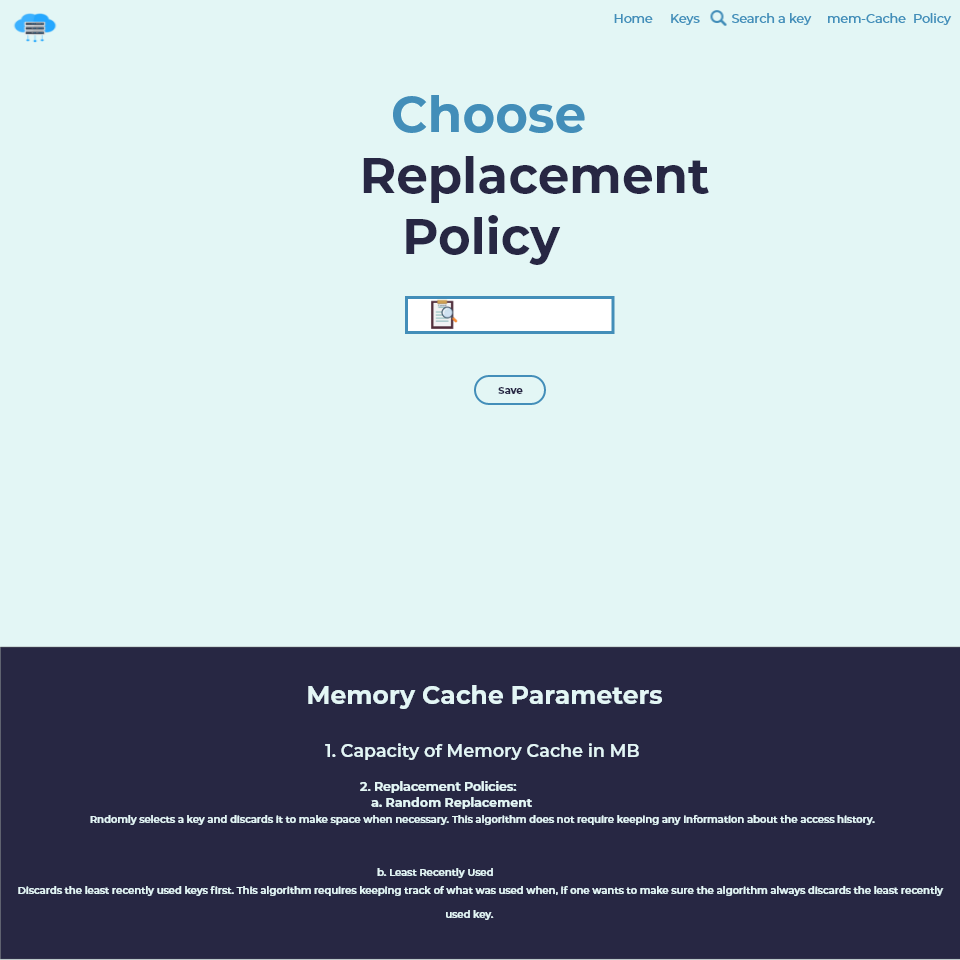 Home Keys Search a key mem-Cache Policy
Choose
Replacement
Policy
Save
Memory Cache Parameters
1. Capacity of Memory Cache in MB
2. Replacement Policies:
a. Random Replacement
Rndomly selects a key and discards it to make space when necessary. This algorithm does not require keeping any information about the access history.
b. Least Recently Used
Discards the least recently used keys first. This algorithm requires keeping track of what was used when, if one wants to make sure the algorithm always discards the least recently
used key.